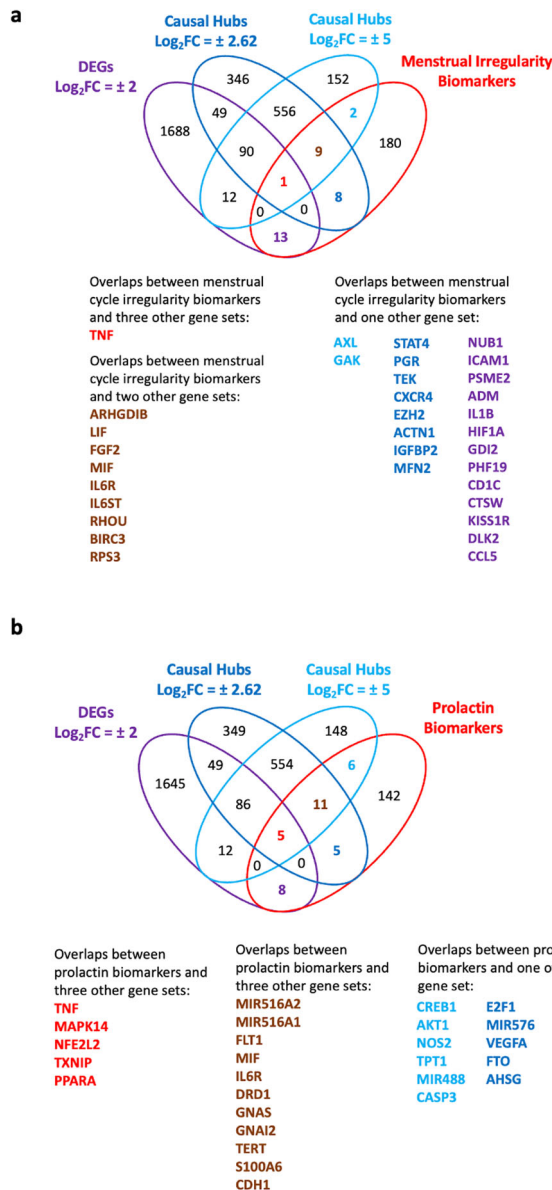 a
Causal Hubs
Log2FC = ± 2.62
Causal Hubs
Log2FC = ± 5
DEGs
Log2FC = ± 2
Menstrual Irregularity
Biomarkers
346
152
49
556
2
1688
180
90
9
1
12
0
0
8
13
Overlaps between menstrual
cycle irregularity biomarkers
and three other gene sets:
TNF
Overlaps between menstrual
cycle irregularity biomarkers
and two other gene sets:
ARHGDIB
LIF
FGF2
MIF
IL6R
IL6ST
RHOU
BIRC3
RPS3
Overlaps between menstrual
cycle irregularity biomarkers
and one other gene set:
AXL
GAK
STAT4
PGR
TEK
CXCR4
EZH2
ACTN1
IGFBP2
MFN2
NUB1
ICAM1
PSME2
ADM
IL1B
HIF1A
GDI2
PHF19
CD1C
CTSW
KISS1R
DLK2
CCL5
b
Causal Hubs
Log2FC = ± 2.62
Causal Hubs
Log2FC = ± 5
DEGs
Log2FC = ± 2
Prolactin
Biomarkers
349
148
49
554
6
1645
142
86
11
5
12
0
0
5
8
Overlaps between
prolactin biomarkers and
three other gene sets:
TNF
MAPK14
NFE2L2
TXNIP
PPARA
Overlaps between
prolactin biomarkers and
three other gene sets:
MIR516A2
MIR516A1
FLT1
MIF
IL6R
DRD1
GNAS
GNAI2
TERT
S100A6
CDH1
Overlaps between pro
biomarkers and one o
gene set:
CREB1
AKT1
NOS2
TPT1
MIR488
CASP3
E2F1
MIR576
VEGFA
FTO
AHSG